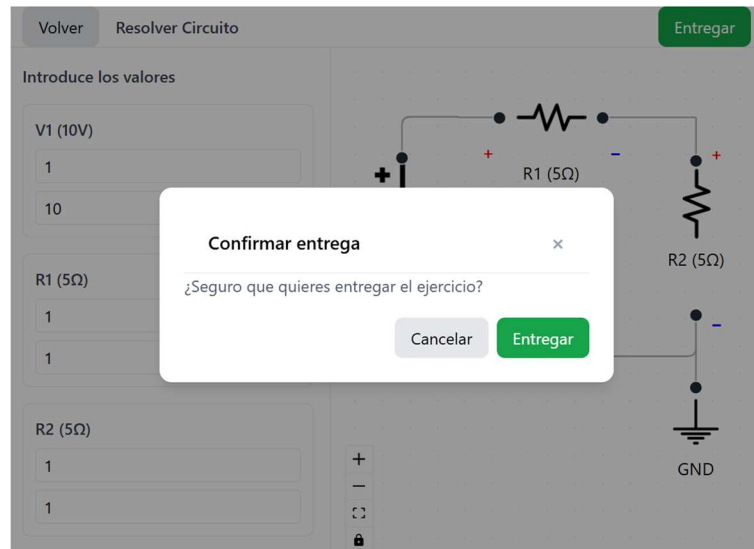 Volver
Resolver Circuito
Entregar
Introduce los valores
V1 (10V)
1
10
R1 (5Ω)
1
1
R2 (5Ω)
1
1
+
R1 (5Ω)
+
−
+
R2 (5Ω)
−
GND
Confirmar entrega
×
¿Seguro que quieres entregar el ejercicio?
Cancelar
Entregar
+
−